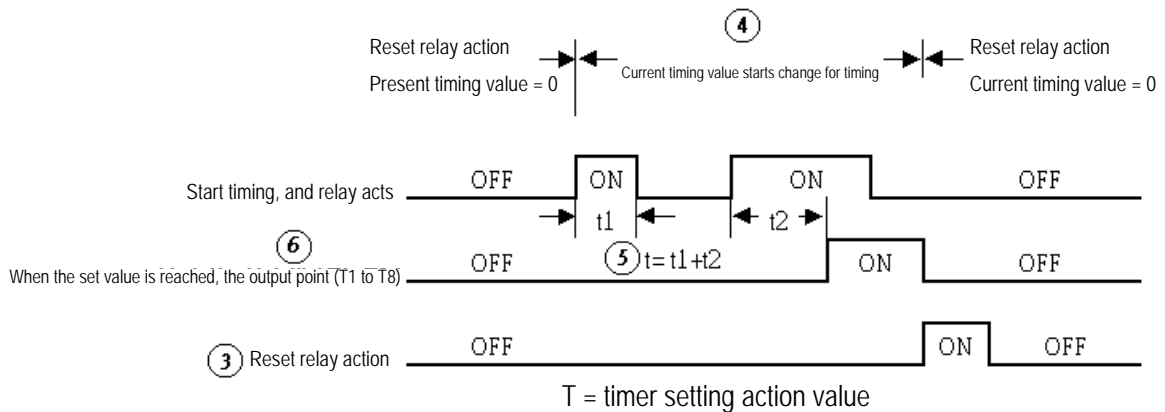 4
Reset relay action
Present timing value = 0
Current timing value starts change for timing
Reset relay action
Current timing value = 0
Start timing, and relay acts
OFF ON ON OFF
t1 t2
6
When the set value is reached, the output point (T1 to T8)
OFF 5 t=t1+t2 ON OFF
3 Reset relay action
OFF ON OFF
T = timer setting action value